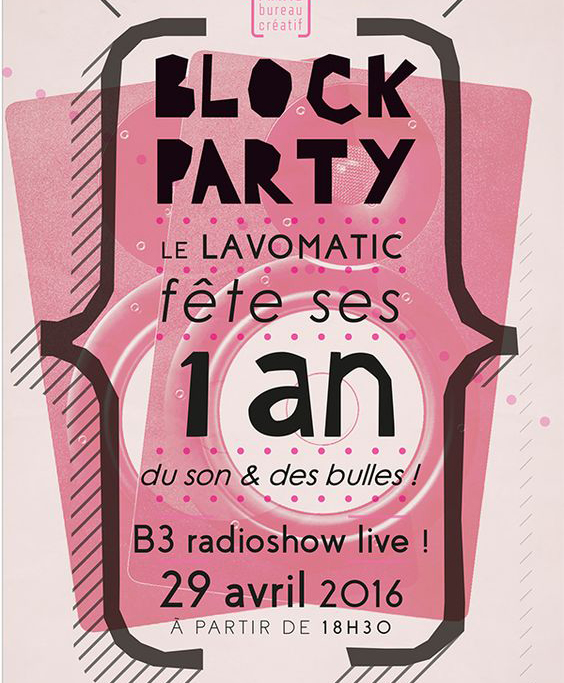 bureau
créatif
BLOCK
PARTY
LE LAVOMATIC
fête ses
1 an
du son & des bulles !
B3 radioshow live !
29 avril 2016
À PARTIR DE 18H30